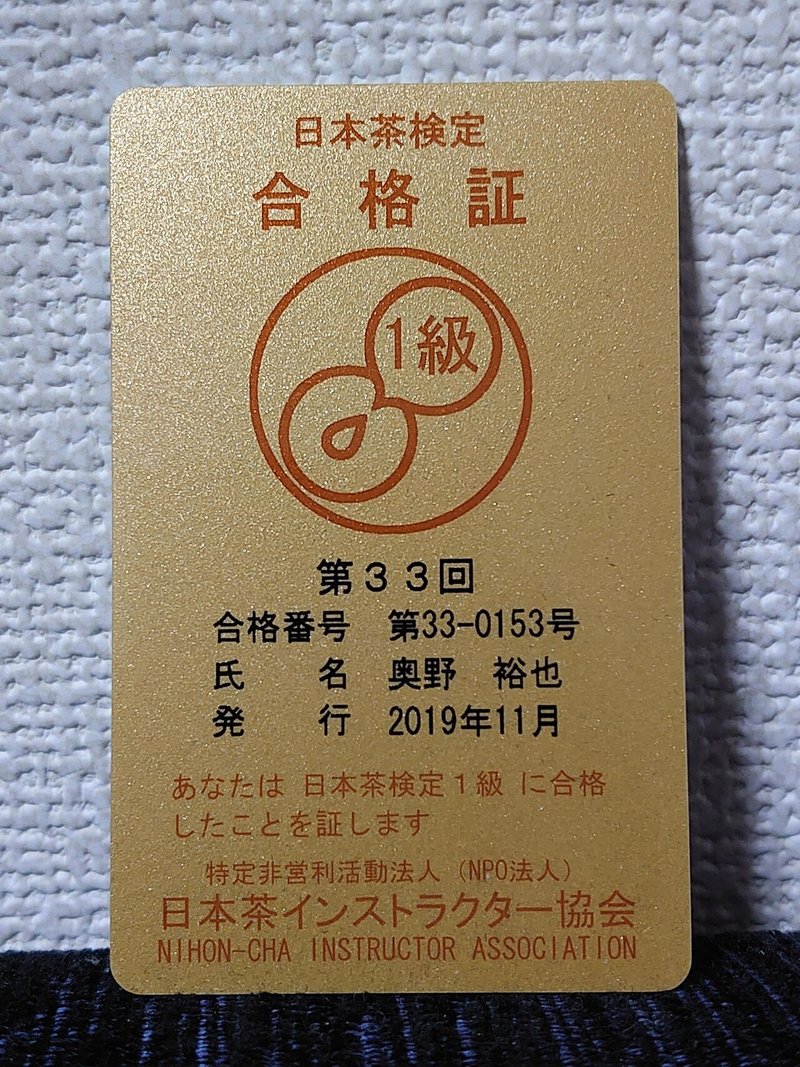 日本茶検定
合格証
1級
第３３回
合格番号　第33-0153号
氏　　名　奥野　裕也
発　　行　2019年11月
あなたは 日本茶検定１級 に合格
したことを証します
特定非営利活動法人（NPO法人）
日本茶インストラクター協会
NIHON-CHA INSTRUCTOR ASSOCIATION